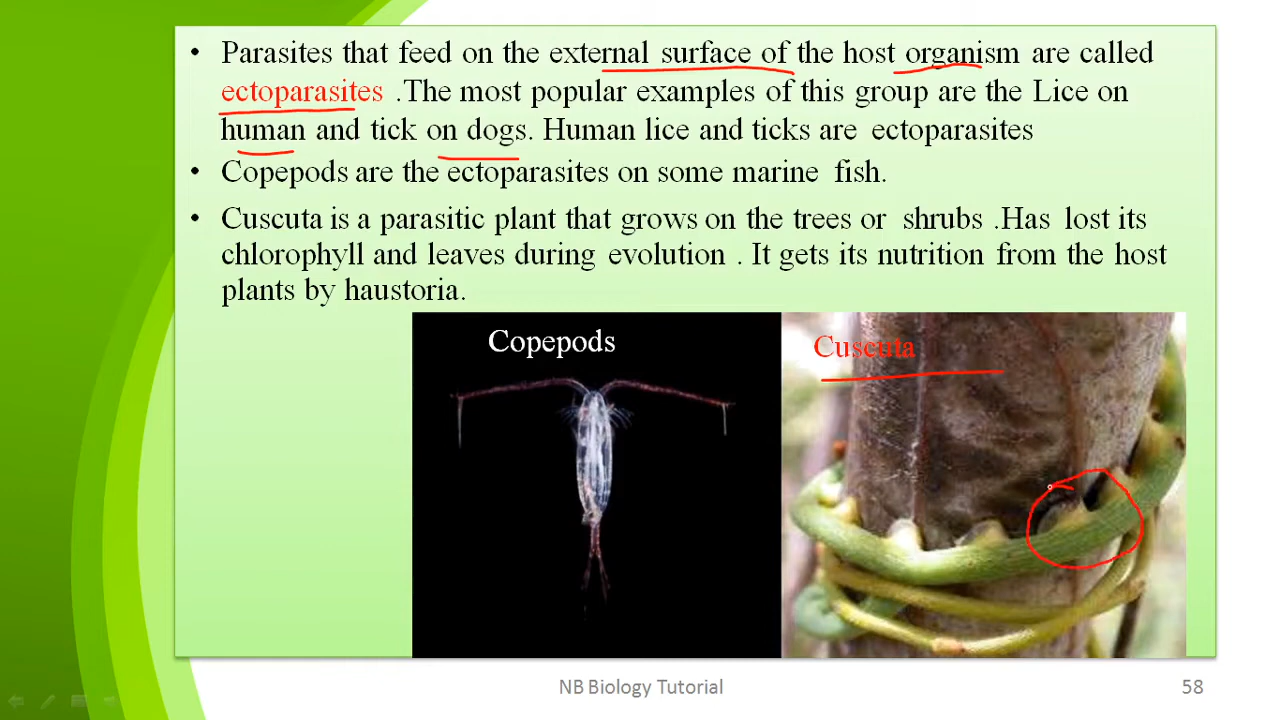 • Parasites that feed on the external surface of the host organism are called
ectoparasites .The most popular examples of this group are the Lice on
human and tick on dogs. Human lice and ticks are ectoparasites
• Copepods are the ectoparasites on some marine fish.
• Cuscuta is a parasitic plant that grows on the trees or shrubs .Has lost its
chlorophyll and leaves during evolution . It gets its nutrition from the host
plants by haustoria.
Copepods
Cuscuta
NB Biology Tutorial
58